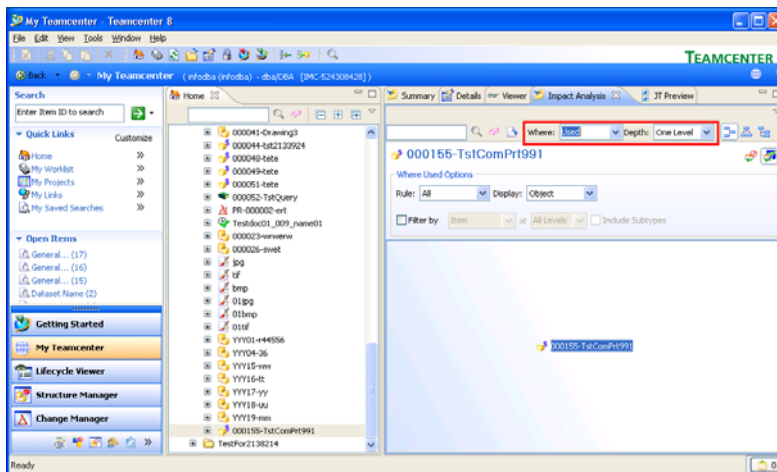 My Teamcenter - Teamcenter 8
File Edit View Tools Window Help
TEAMCENTER
Back My Teamcenter ( infodba (infodba) - dba/DBA [IMC-524308428] )
Search
Enter Item ID to search
Quick Links Customize
Home
My Worklist
My Projects
My Links
My Saved Searches
Open Items
General... (17)
General... (16)
General... (15)
Dataset Name (2)
Getting Started
My Teamcenter
Lifecycle Viewer
Structure Manager
Change Manager
Home
000041-Drawing3
000044-tst2133924
000048-tete
000049-tete
000051-tete
000052-TstQuery
PR-000002-ert
Testdoc01_009_name01
000023-wrwerw
000026-swet
jpg
tif
bmp
01jpg
01bmp
01tif
YYY01-r44556
YYY04-36
YYY16-tt
YYY17-yy
YYY18-uu
YYY19-mm
000155-TstComPrt991
TestFor2138214
Summary Details Viewer Impact Analysis JT Preview
Where: Used Depth: One Level
000155-TstComPrt991
Where Used Options
Rule: All Display: Object
Filter by Item at All Levels Include Subtypes
000155-TstComPrt991
Ready 0